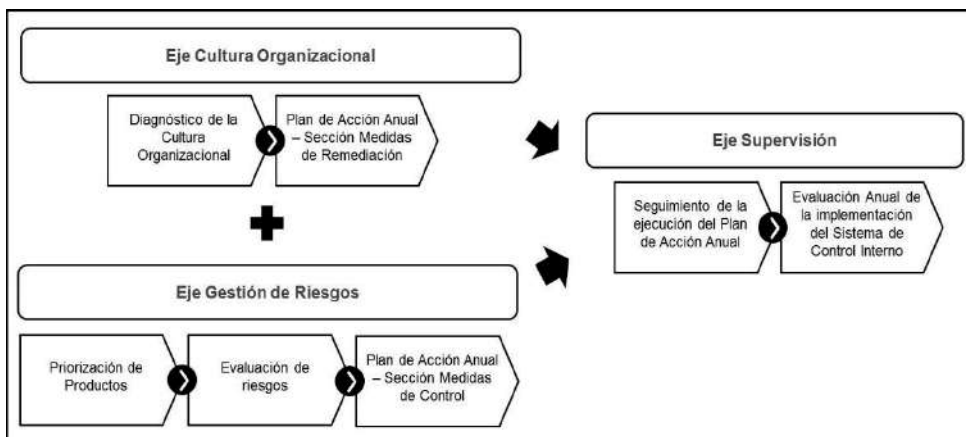 Eje Cultura Organizacional
Diagnóstico de la
Cultura
Organizacional
Plan de Acción Anual
– Sección Medidas
de Remediación
Eje Gestión de Riesgos
Priorización de
Productos
Evaluación de
riesgos
Plan de Acción Anual
– Sección Medidas
de Control
Eje Supervisión
Seguimiento de la
ejecución del Plan
de Acción Anual
Evaluación Anual de
la implementación
del Sistema de
Control Interno